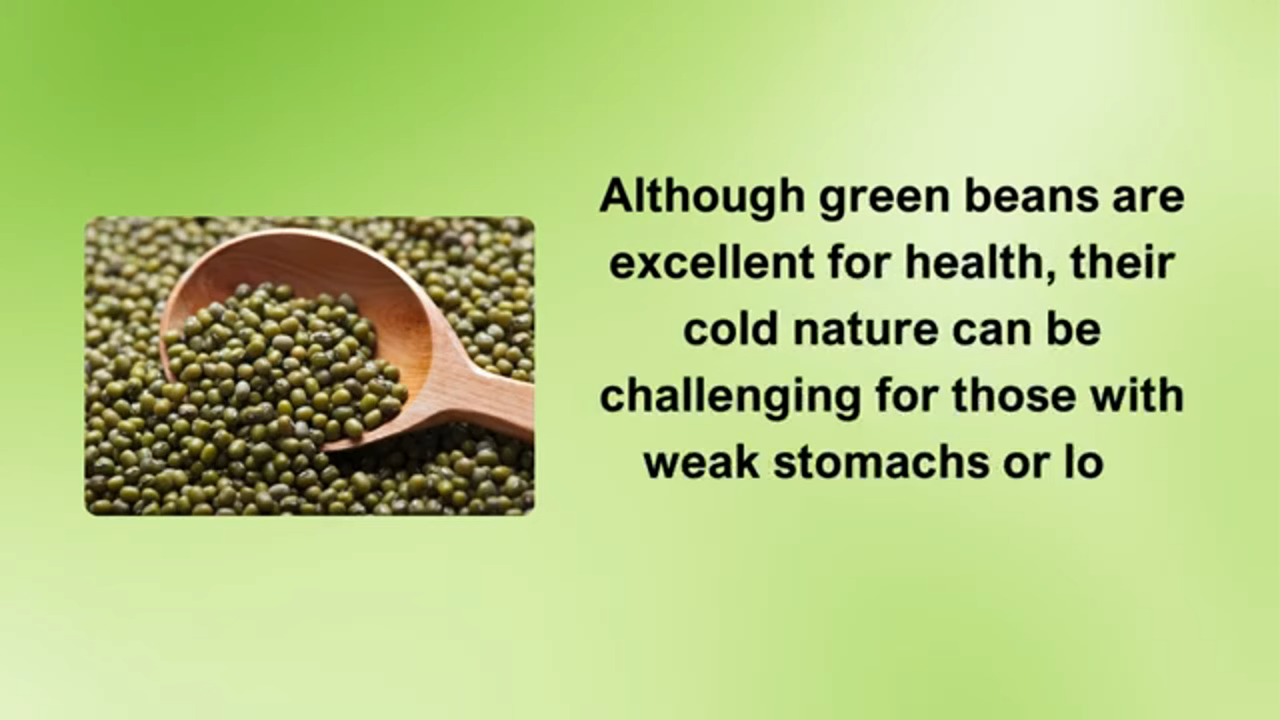 Although green beans are
excellent for health, their
cold nature can be
challenging for those with
weak stomachs or lo